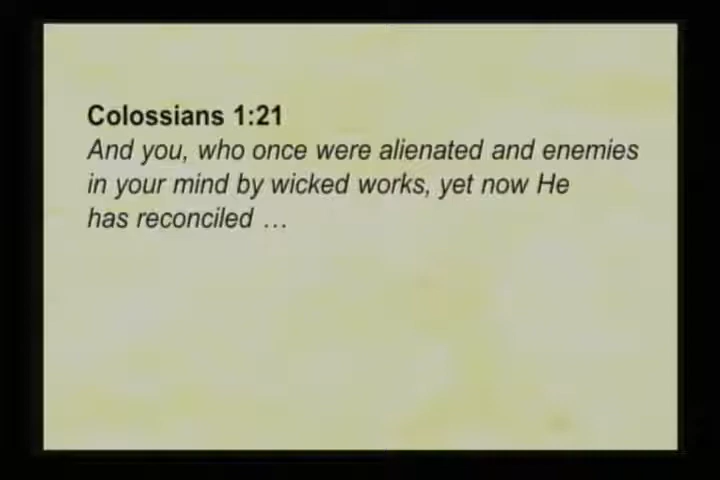 Colossians 1:21
And you, who once were alienated and enemies
in your mind by wicked works, yet now He
has reconciled …